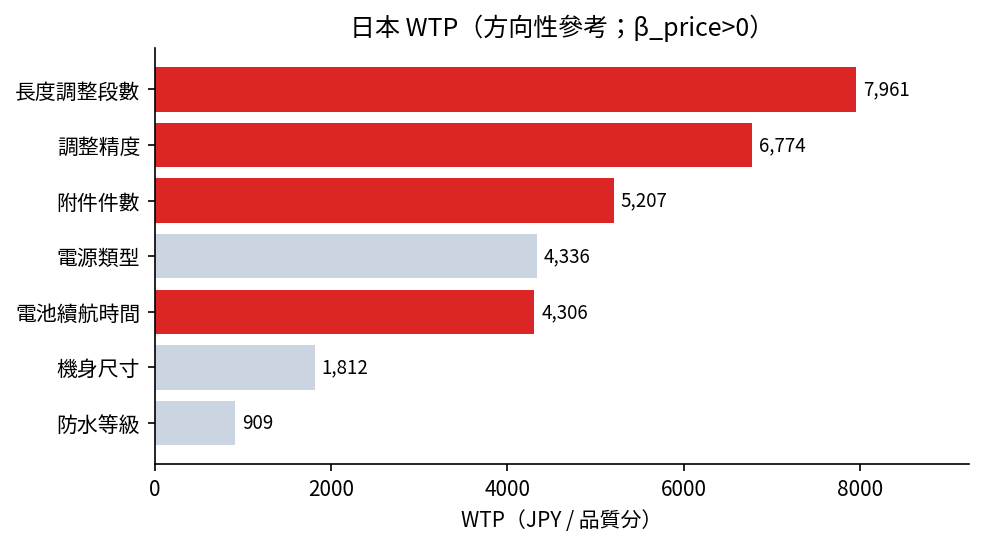 日本 WTP（方向性參考；β_price>0）
長度調整段數 7,961
調整精度 6,774
附件件數 5,207
電源類型 4,336
電池續航時間 4,306
機身尺寸 1,812
防水等級 909
0 2000 4000 6000 8000
WTP（JPY / 品質分）